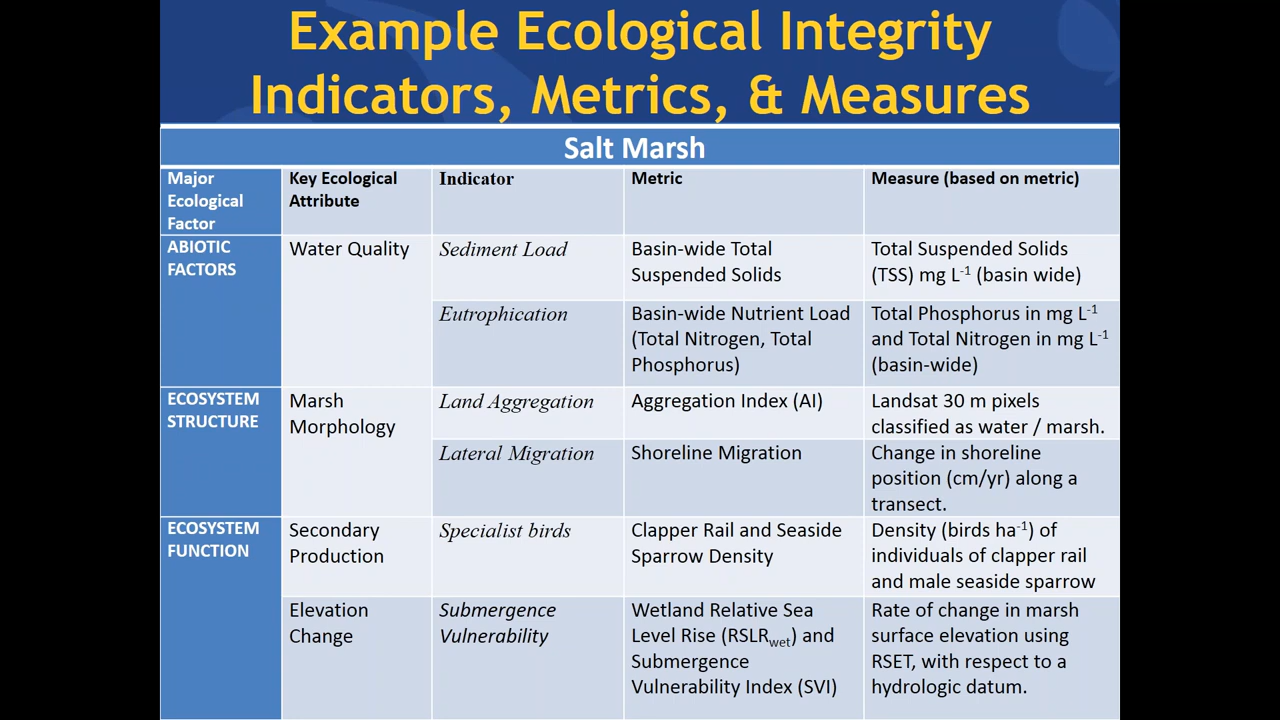 Example Ecological Integrity
Indicators, Metrics, & Measures
Salt Marsh
Major
Ecological
Factor
Key Ecological
Attribute
Indicator
Metric
Measure (based on metric)
ABIOTIC
FACTORS
Water Quality
Sediment Load
Basin-wide Total
Suspended Solids
Total Suspended Solids
(TSS) mg L⁻¹ (basin wide)
Eutrophication
Basin-wide Nutrient Load
(Total Nitrogen, Total
Phosphorus)
Total Phosphorus in mg L⁻¹
and Total Nitrogen in mg L⁻¹
(basin-wide)
ECOSYSTEM
STRUCTURE
Marsh
Morphology
Land Aggregation
Aggregation Index (AI)
Landsat 30 m pixels
classified as water / marsh.
Lateral Migration
Shoreline Migration
Change in shoreline
position (cm/yr) along a
transect.
ECOSYSTEM
FUNCTION
Secondary
Production
Specialist birds
Clapper Rail and Seaside
Sparrow Density
Density (birds ha⁻¹) of
individuals of clapper rail
and male seaside sparrow
Elevation
Change
Submergence
Vulnerability
Wetland Relative Sea
Level Rise (RSLRwet) and
Submergence
Vulnerability Index (SVI)
Rate of change in marsh
surface elevation using
RSET, with respect to a
hydrologic datum.